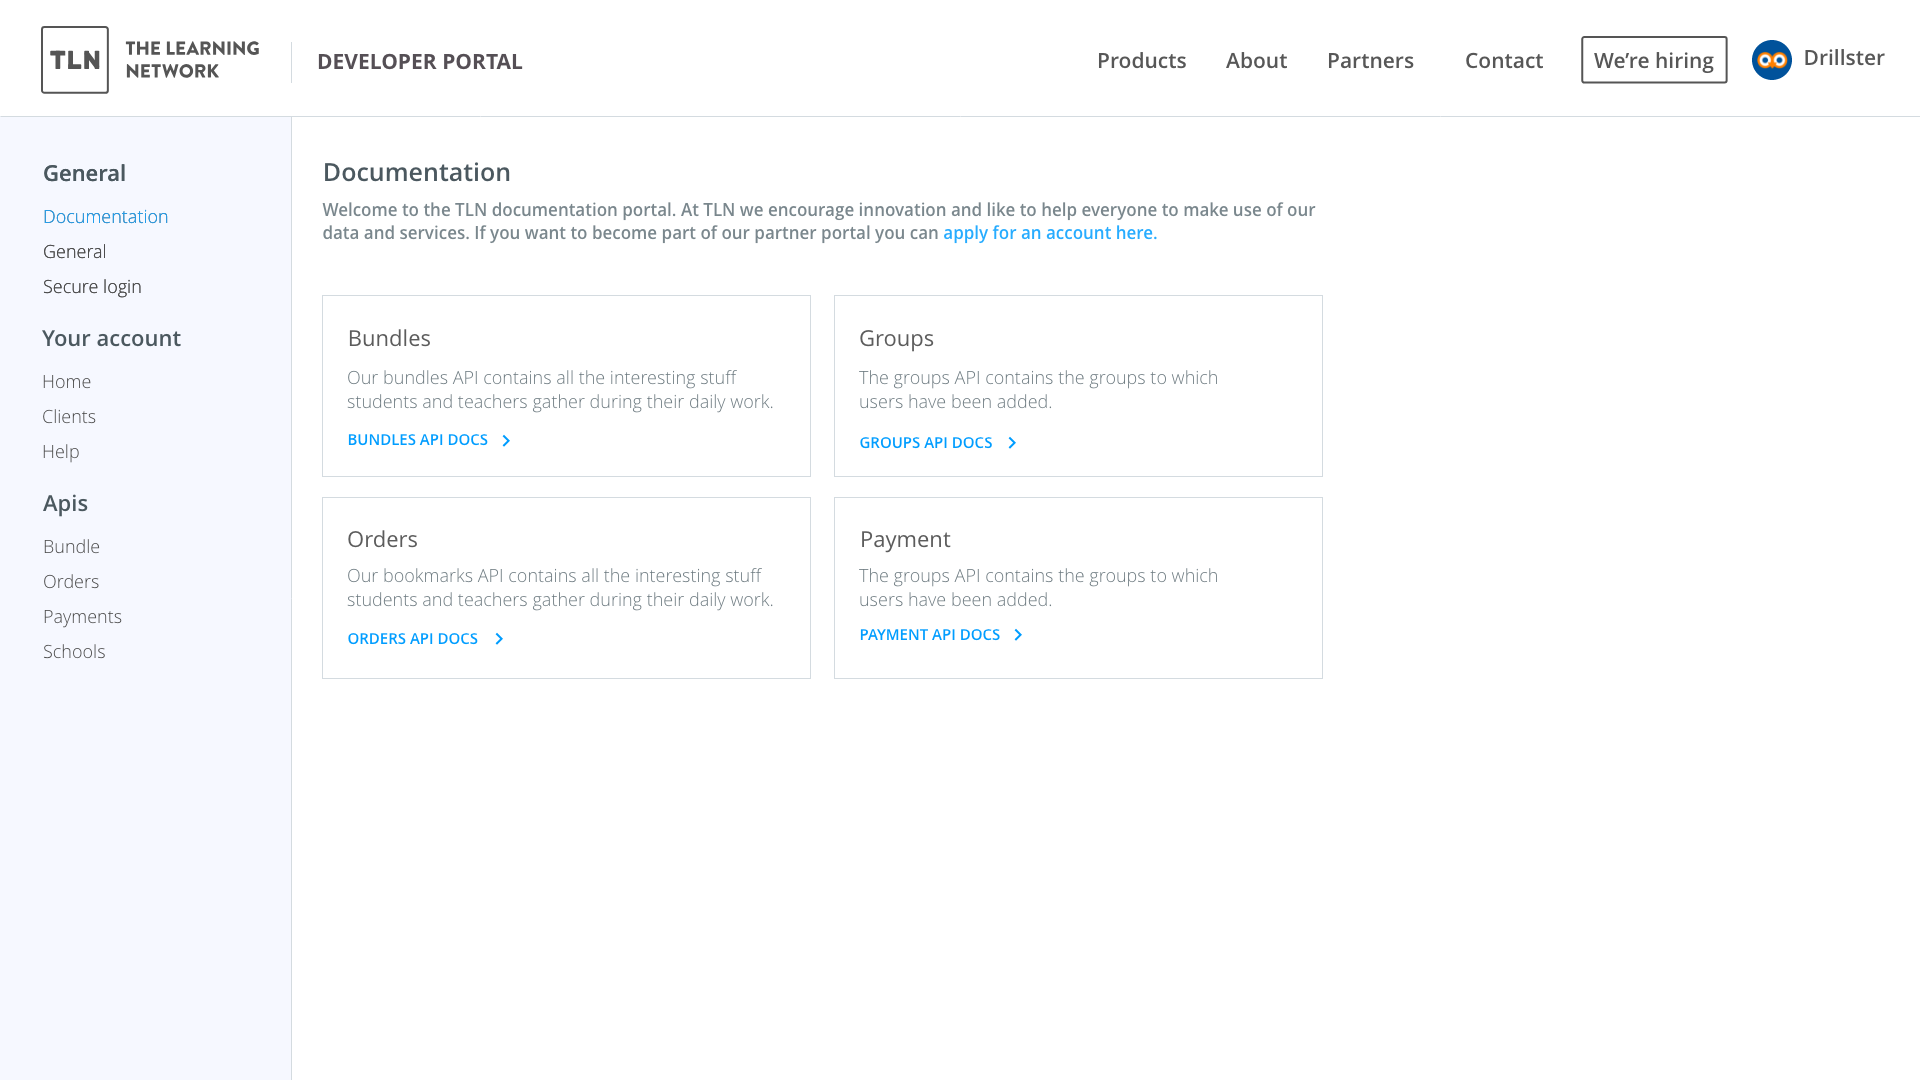 TLN
THE LEARNING
NETWORK
DEVELOPER PORTAL
Products
About
Partners
Contact
We're hiring
Drillster
General
Documentation
General
Secure login
Your account
Home
Clients
Help
Apis
Bundle
Orders
Payments
Schools
Documentation
Welcome to the TLN documentation portal. At TLN we encourage innovation and like to help everyone to make use of our
data and services. If you want to become part of our partner portal you can apply for an account here.
Bundles
Our bundles API contains all the interesting stuff
students and teachers gather during their daily work.
BUNDLES API DOCS
Groups
The groups API contains the groups to which
users have been added.
GROUPS API DOCS
Orders
Our bookmarks API contains all the interesting stuff
students and teachers gather during their daily work.
ORDERS API DOCS
Payment
The groups API contains the groups to which
users have been added.
PAYMENT API DOCS